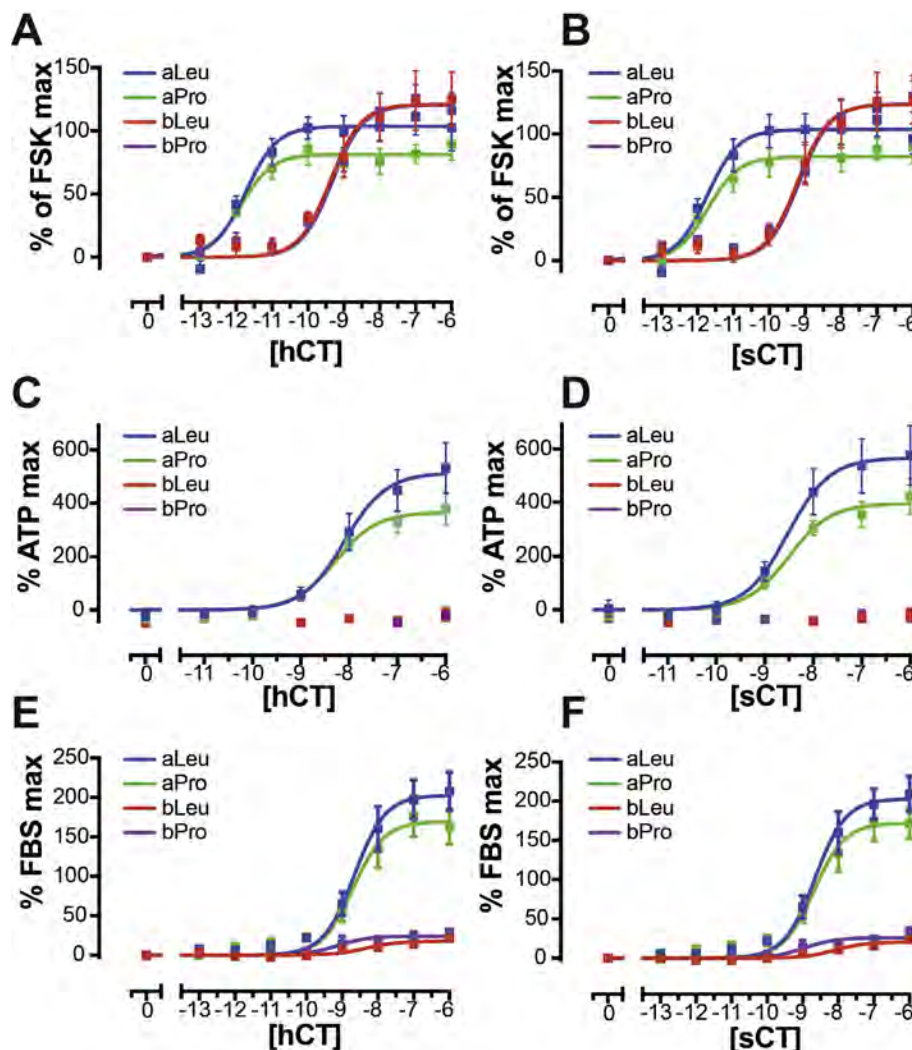 A
% of FSK max
150
100
50
0
aLeu
aPro
bLeu
bPro
0 -13 -12 -11 -10 -9 -8 -7 -6
[hCT]
B
% of FSK max
150
100
50
0
aLeu
aPro
bLeu
bPro
0 -13 -12 -11 -10 -9 -8 -7 -6
[sCT]
C
% ATP max
600
400
200
0
aLeu
aPro
bLeu
bPro
0 -11 -10 -9 -8 -7 -6
[hCT]
D
% ATP max
600
400
200
0
aLeu
aPro
bLeu
bPro
0 -11 -10 -9 -8 -7 -6
[sCT]
E
% FBS max
250
200
150
100
50
0
aLeu
aPro
bLeu
bPro
0 -13 -12 -11 -10 -9 -8 -7 -6
[hCT]
F
% FBS max
250
200
150
100
50
0
aLeu
aPro
bLeu
bPro
0 -13 -12 -11 -10 -9 -8 -7 -6
[sCT]